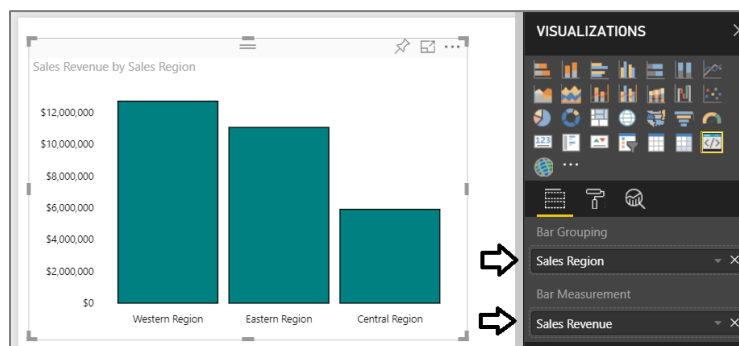 Sales Revenue by Sales Region
$12,000,000
$10,000,000
$8,000,000
$6,000,000
$4,000,000
$2,000,000
$0
Western Region
Eastern Region
Central Region
VISUALIZATIONS
123
</>
Bar Grouping
Sales Region
Bar Measurement
Sales Revenue